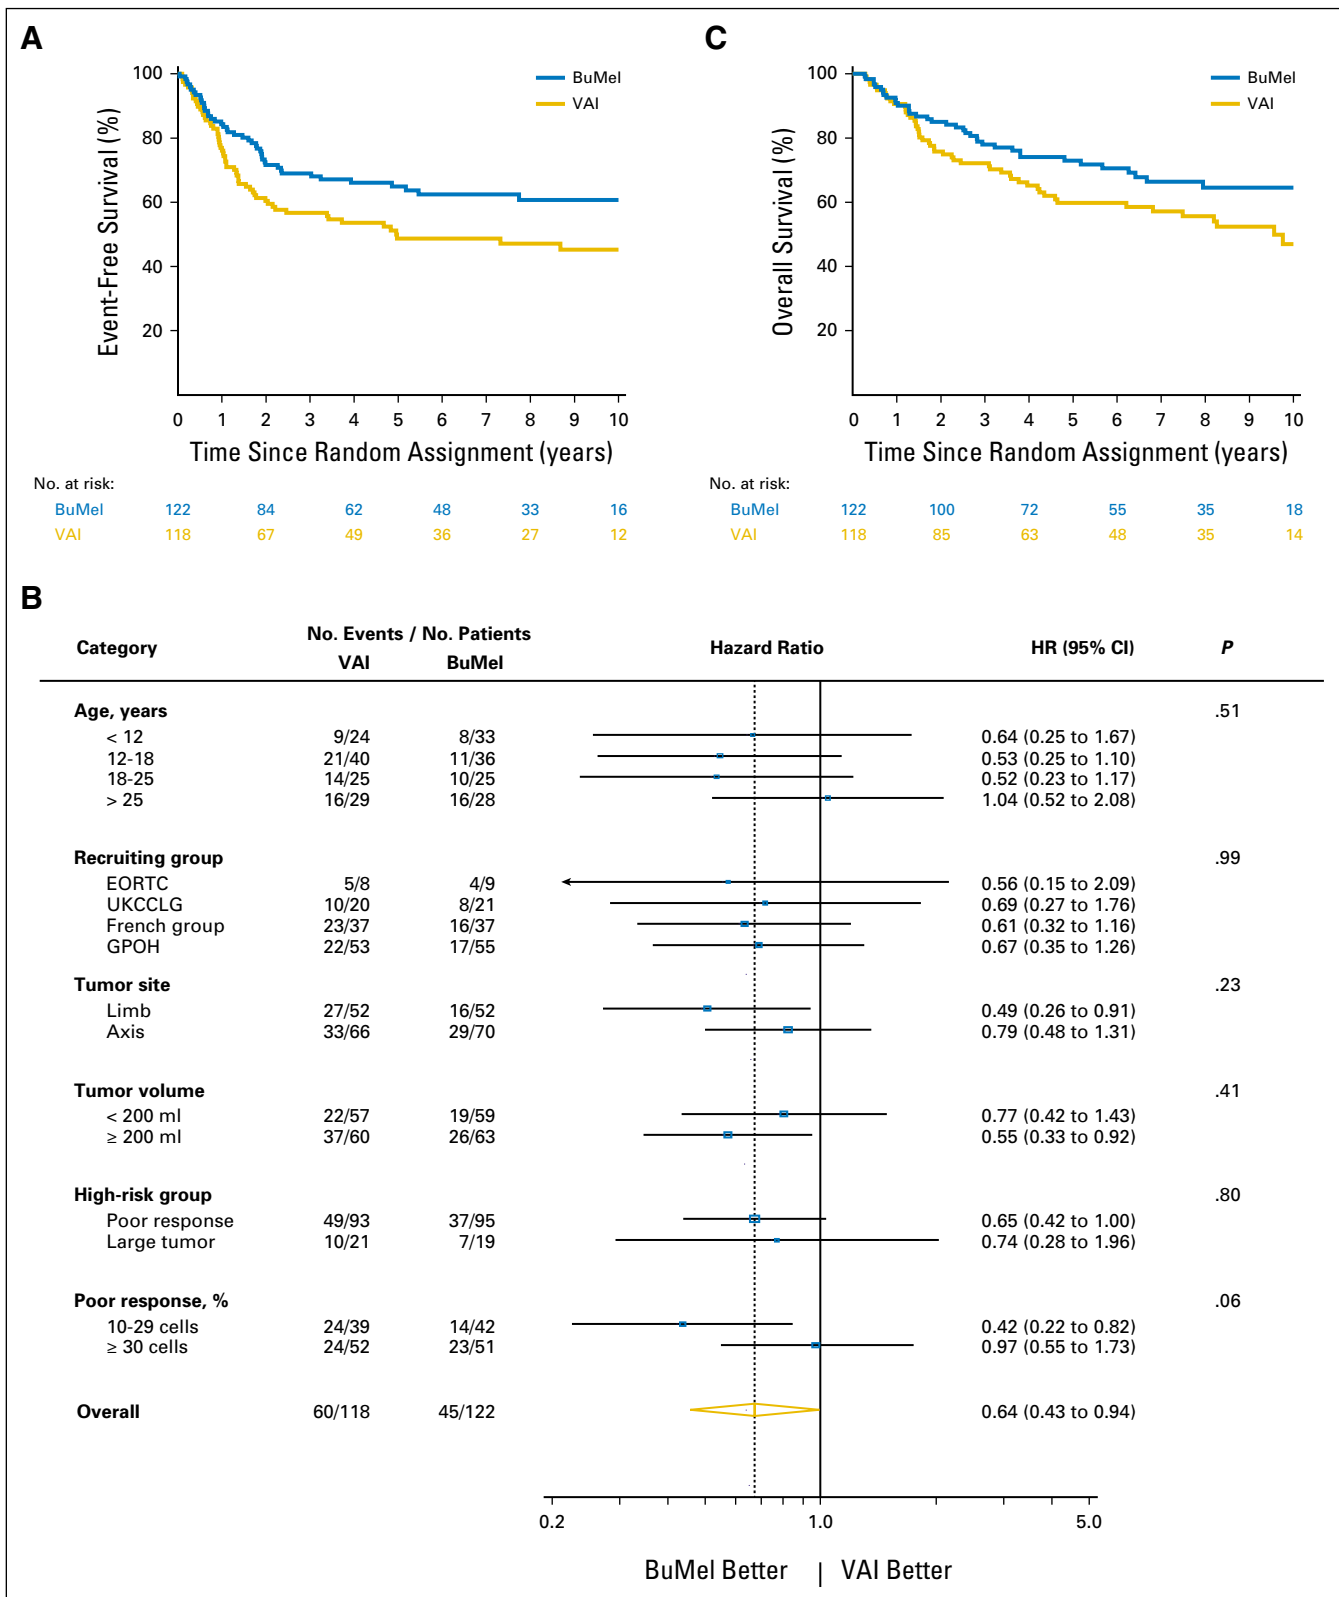 A
100
80
60
40
20
Event-Free Survival (%)
BuMel
VAI
0 1 2 3 4 5 6 7 8 9 10
Time Since Random Assignment (years)
No. at risk:
BuMel 122 84 62 48 33 16
VAI 118 67 49 36 27 12
C
100
80
60
40
20
Overall Survival (%)
BuMel
VAI
0 1 2 3 4 5 6 7 8 9 10
Time Since Random Assignment (years)
No. at risk:
BuMel 122 100 72 55 35 18
VAI 118 85 63 48 35 14
B
Category No. Events / No. Patients Hazard Ratio HR (95% CI) P
VAI BuMel
Age, years .51
< 12 9/24 8/33 0.64 (0.25 to 1.67)
12-18 21/40 11/36 0.53 (0.25 to 1.10)
18-25 14/25 10/25 0.52 (0.23 to 1.17)
> 25 16/29 16/28 1.04 (0.52 to 2.08)
Recruiting group .99
EORTC 5/8 4/9 0.56 (0.15 to 2.09)
UKCCLG 10/20 8/21 0.69 (0.27 to 1.76)
French group 23/37 16/37 0.61 (0.32 to 1.16)
GPOH 22/53 17/55 0.67 (0.35 to 1.26)
Tumor site .23
Limb 27/52 16/52 0.49 (0.26 to 0.91)
Axis 33/66 29/70 0.79 (0.48 to 1.31)
Tumor volume .41
< 200 ml 22/57 19/59 0.77 (0.42 to 1.43)
≥ 200 ml 37/60 26/63 0.55 (0.33 to 0.92)
High-risk group .80
Poor response 49/93 37/95 0.65 (0.42 to 1.00)
Large tumor 10/21 7/19 0.74 (0.28 to 1.96)
Poor response, % .06
10-29 cells 24/39 14/42 0.42 (0.22 to 0.82)
≥ 30 cells 24/52 23/51 0.97 (0.55 to 1.73)
Overall 60/118 45/122 0.64 (0.43 to 0.94)
0.2 1.0 5.0
BuMel Better | VAI Better